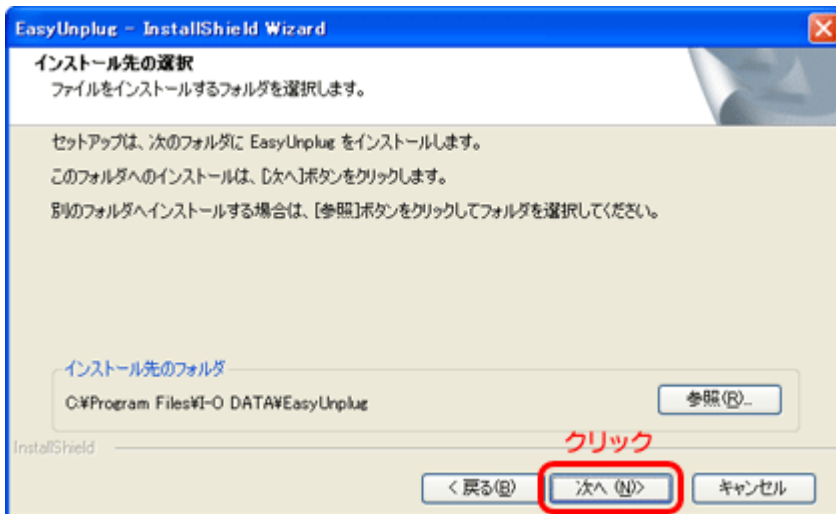 EasyUnplug - InstallShield Wizard
インストール先の選択
ファイルをインストールするフォルダを選択します。
セットアップは、次のフォルダに EasyUnplug をインストールします。
このフォルダへのインストールは、[次へ]ボタンをクリックします。
別のフォルダへインストールする場合は、[参照]ボタンをクリックしてフォルダを選択してください。
インストール先のフォルダ
C:¥Program Files¥I-O DATA¥EasyUnplug
参照(R)...
InstallShield
クリック
< 戻る(B)
次へ (N)>
キャンセル